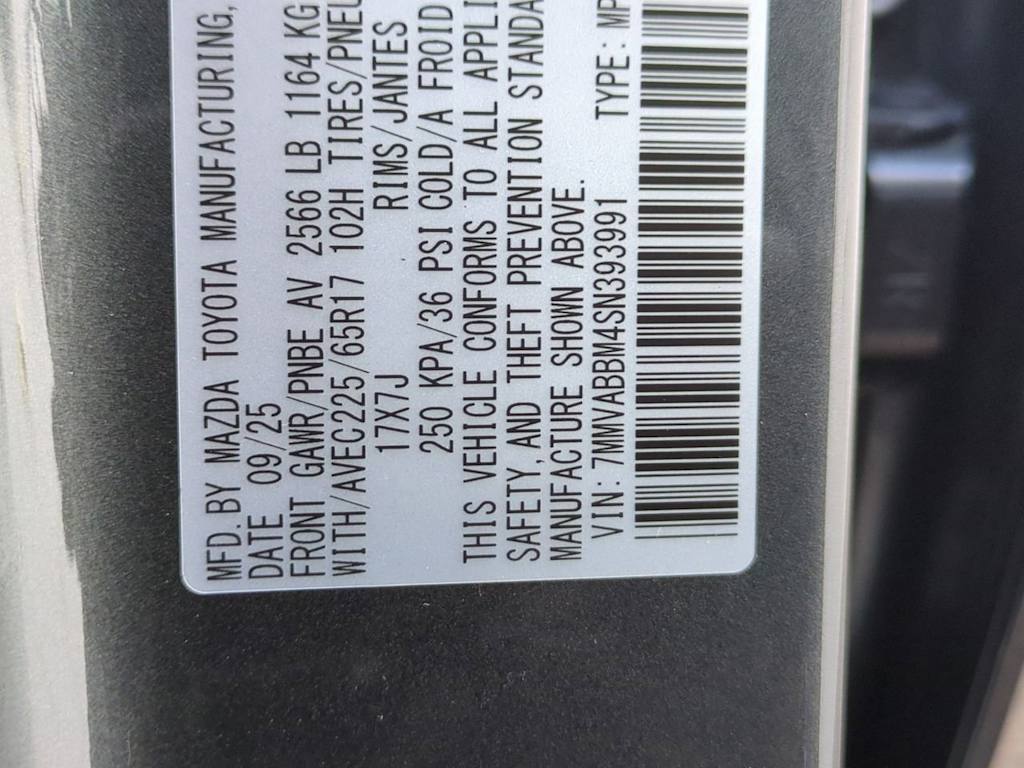 MFD.BY MAZDA TOYOTA MANUFACTURING,
DATE 09/25
FRONT GAWR/PNBE AV 2566 LB 1164 KG
WITH/AVEC225/65R17 102H TIRES/PNEU
17X7J RIMS/JANTES
250 KPA/36 PSI COLD/A FROID
THIS VEHICLE CONFORMS TO ALL APPLI
SAFETY,AND THEFT PREVENTION STANDA
MANUFACTURE SHOWN ABOVE.
VIN: 7MMVABBM4SN393991 TYPE: MP